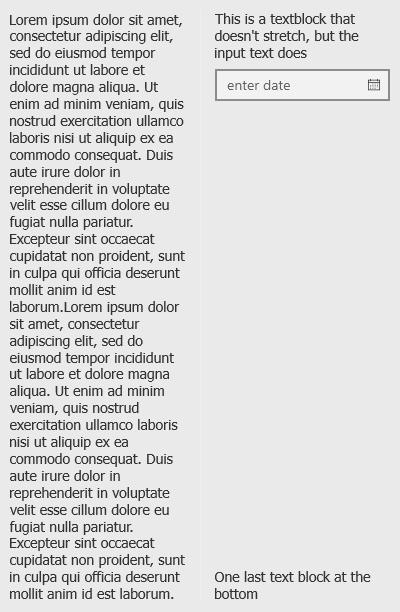 Lorem ipsum dolor sit amet,
consectetur adipiscing elit,
sed do eiusmod tempor
incididunt ut labore et
dolore magna aliqua. Ut
enim ad minim veniam, quis
nostrud exercitation ullamco
laboris nisi ut aliquip ex ea
commodo consequat. Duis
aute irure dolor in
reprehenderit in voluptate
velit esse cillum dolore eu
fugiat nulla pariatur.
Excepteur sint occaecat
cupidatat non proident, sunt
in culpa qui officia deserunt
mollit anim id est
laborum.Lorem ipsum dolor
sit amet, consectetur
adipiscing elit, sed do
eiusmod tempor incididunt
ut labore et dolore magna
aliqua. Ut enim ad minim
veniam, quis nostrud
exercitation ullamco laboris
nisi ut aliquip ex ea
commodo consequat. Duis
aute irure dolor in
reprehenderit in voluptate
velit esse cillum dolore eu
fugiat nulla pariatur.
Excepteur sint occaecat
cupidatat non proident, sunt
in culpa qui officia deserunt
mollit anim id est laborum.
This is a textblock that
doesn't stretch, but the
input text does
enter date
One last text block at the
bottom